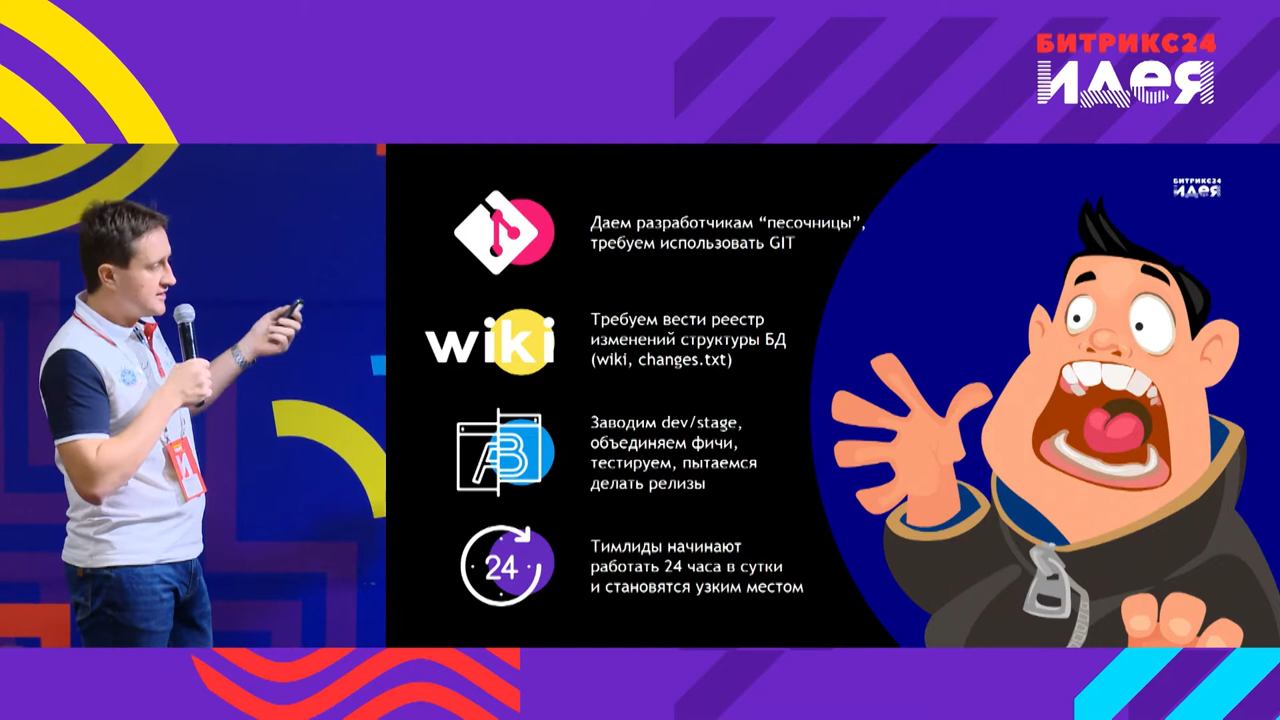 БИТРИКС24
идея
БИТРИКС24
идея
Даем разработчикам “песочницы”,
требуем использовать GIT
wiki
Требуем вести реестр
изменений структуры БД
(wiki, changes.txt)
AB
Заводим dev/stage,
объединяем фичи,
тестируем, пытаемся
делать релизы
24
Тимлиды начинают
работать 24 часа в сутки
и становятся узким местом